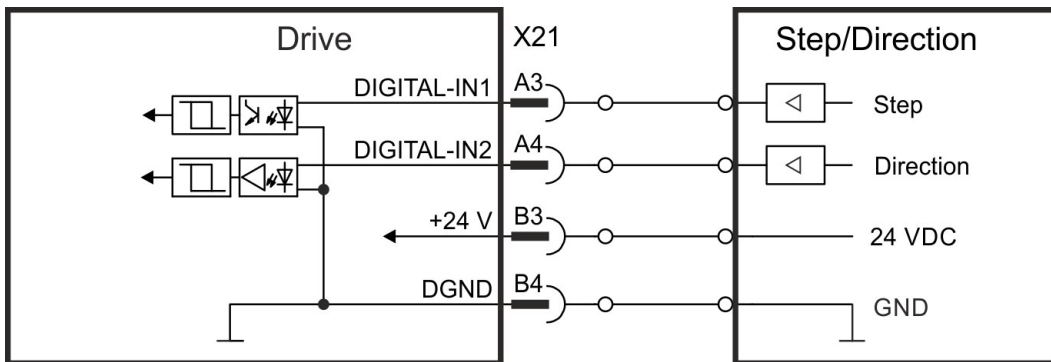 Drive
X21
Step/Direction
DIGITAL-IN1
A3
Step
DIGITAL-IN2
A4
Direction
+24 V
B3
24 VDC
DGND
B4
GND